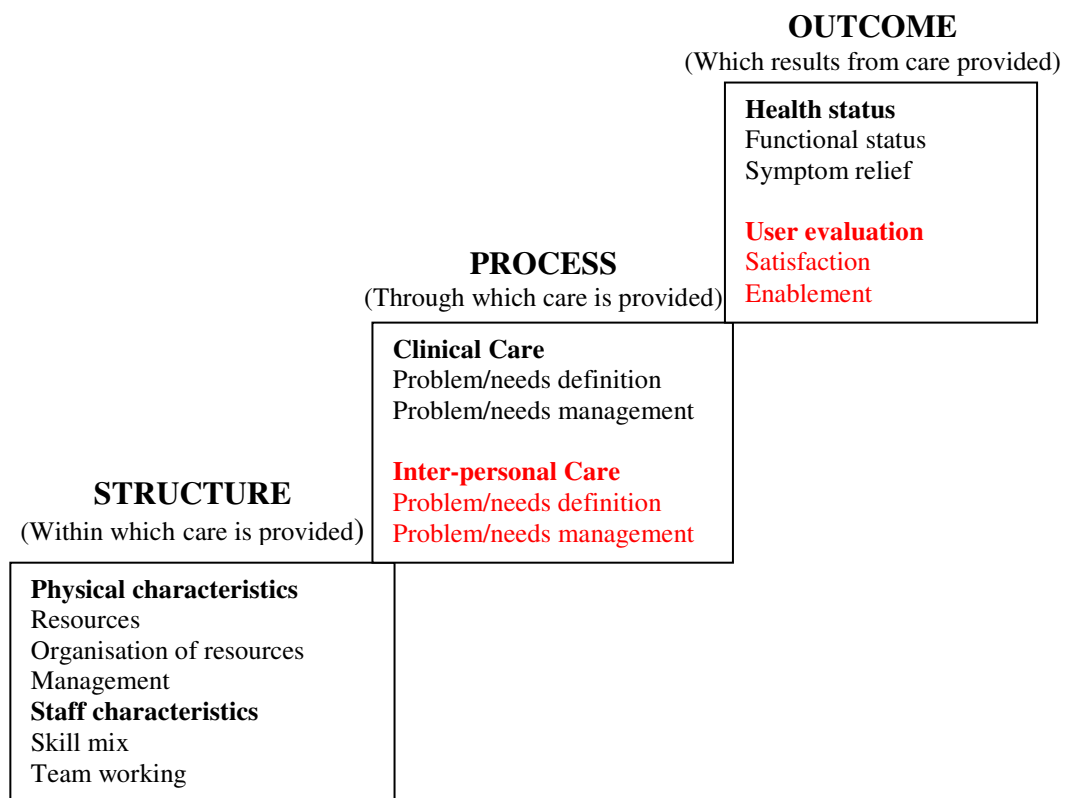 OUTCOME
(Which results from care provided)
Health status
Functional status
Symptom relief
User evaluation
Satisfaction
Enablement
PROCESS
(Through which care is provided)
Clinical Care
Problem/needs definition
Problem/needs management
Inter-personal Care
Problem/needs definition
Problem/needs management
STRUCTURE
(Within which care is provided)
Physical characteristics
Resources
Organisation of resources
Management
Staff characteristics
Skill mix
Team working